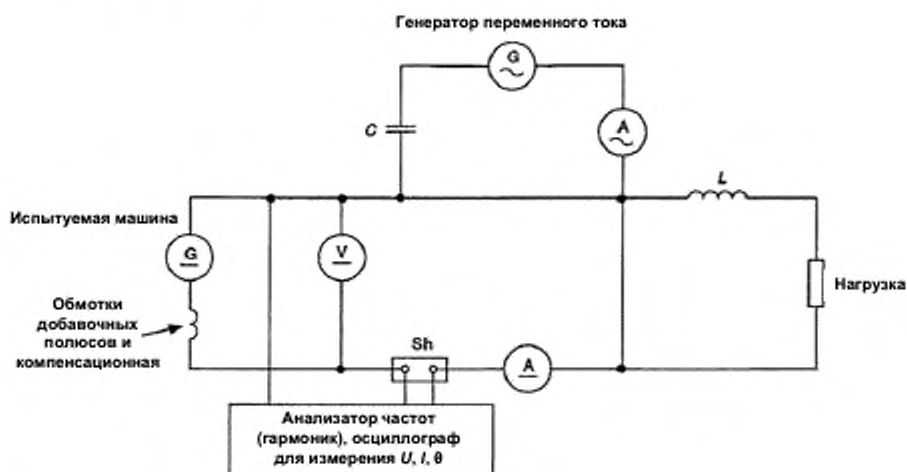 Генератор переменного тока
G
C
A
L
Испытуемая машина
G
V
Нагрузка
Обмотки
добавочных
полюсов и
компенсационная
Sh
A
Анализатор частот
(гармоник), осциллограф
для измерения U, I, θ